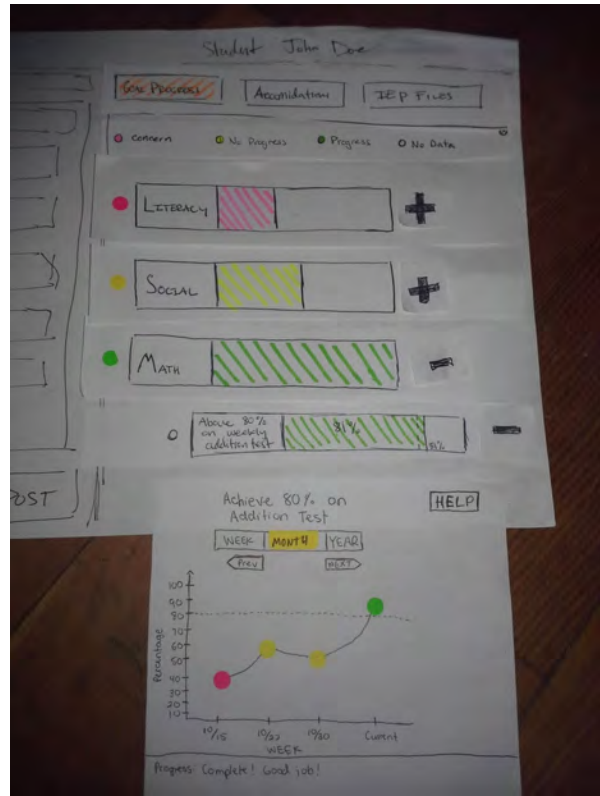 Student John Doe
Goal Progress
Accomidations
IEP Files
Concern
No Progress
Progress
No Data
LITERACY
SOCIAL
MATH
Above 80%
on weekly
addition test
81%
81%
POST
Achieve 80% on
Addition Test
HELP
WEEK MONTH YEAR
Prev NEXT
Percentage
100
90
80
70
60
50
40
30
20
10
10/15 10/22 10/30 Current
WEEK
Progress: Complete! Good job!